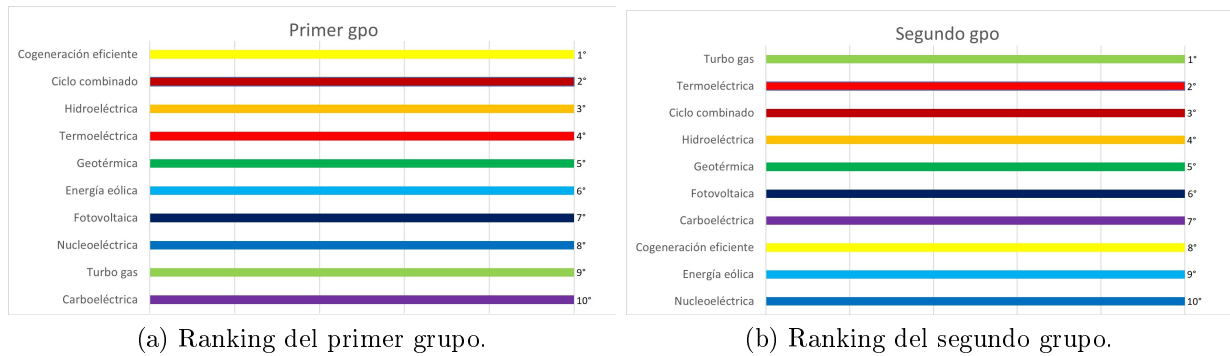 Primer gpo
Cogeneración eficiente 1°
Ciclo combinado 2°
Hidroeléctrica 3°
Termoeléctrica 4°
Geotérmica 5°
Energía eólica 6°
Fotovoltaica 7°
Nucleoeléctrica 8°
Turbo gas 9°
Carboeléctrica 10°
(a) Ranking del primer grupo.
Segundo gpo
Turbo gas 1°
Termoeléctrica 2°
Ciclo combinado 3°
Hidroeléctrica 4°
Geotérmica 5°
Fotovoltaica 6°
Carboeléctrica 7°
Cogeneración eficiente 8°
Energía eólica 9°
Nucleoeléctrica 10°
(b) Ranking del segundo grupo.